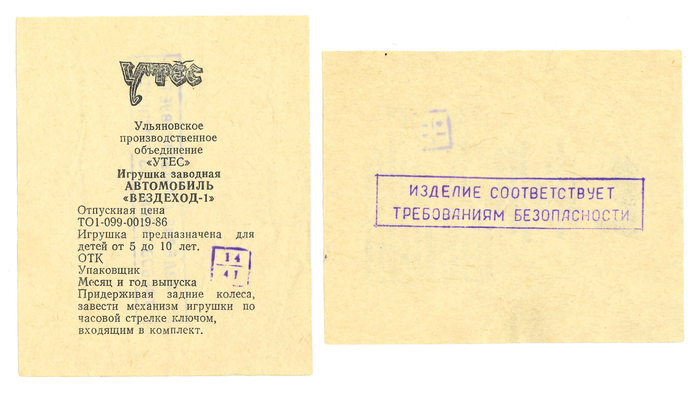 УТЕС
Ульяновское
производственное
объединение
«УТЕС»
Игрушка заводная
АВТОМОБИЛЬ
«ВЕЗДЕХОД-1»
Отпускная цена
ТО1-099-0019-86
Игрушка предназначена для
детей от 5 до 10 лет.
ОТК
Упаковщик
Месяц и год выпуска
Придерживая задние колеса,
завести механизм игрушки по
часовой стрелке ключом,
входящим в комплект.
14
41
ИЗДЕЛИЕ СООТВЕТСТВУЕТ
ТРЕБОВАНИЯМ БЕЗОПАСНОСТИ